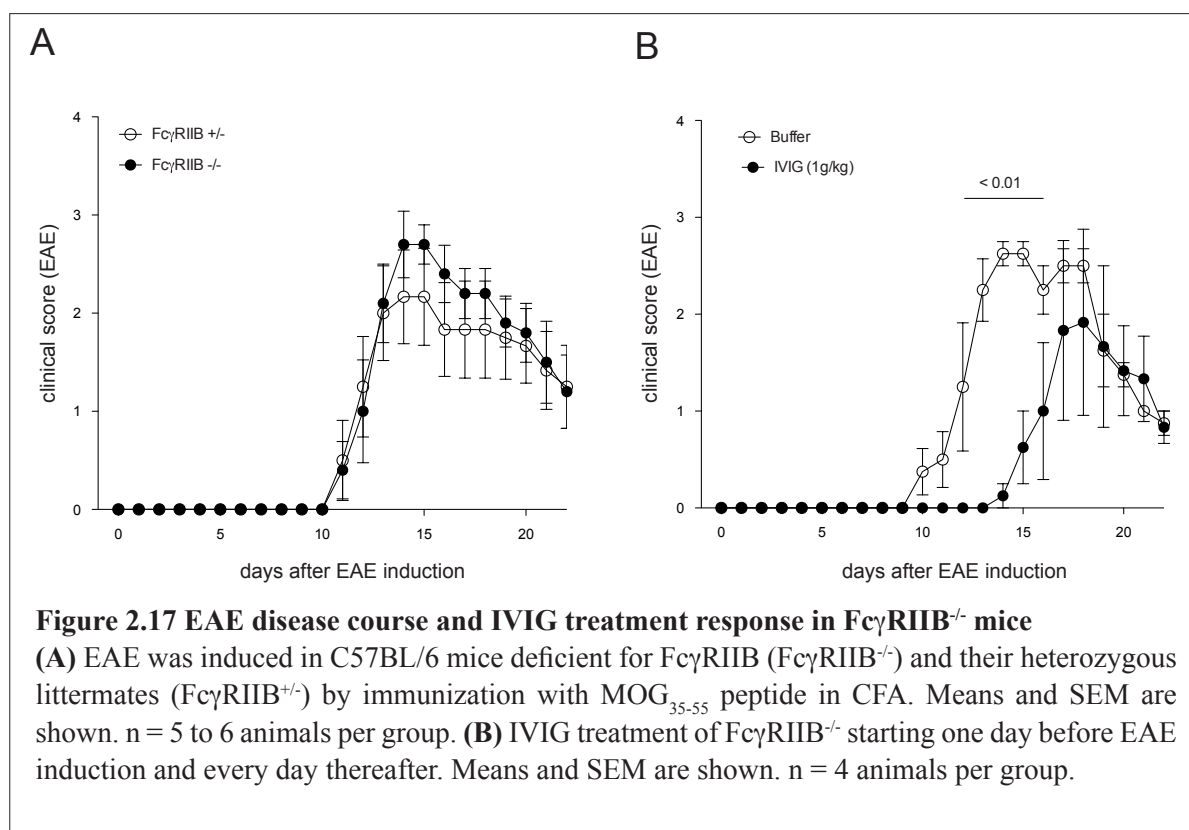 A
B
4
3
2
1
0
clinical score (EAE)
FcγRIIB +/-
FcγRIIB -/-
0 5 10 15 20
days after EAE induction
4
3
2
1
0
clinical score (EAE)
Buffer
IVIG (1g/kg)
< 0.01
0 5 10 15 20
days after EAE induction
Figure 2.17 EAE disease course and IVIG treatment response in FcγRIIB-/- mice
(A) EAE was induced in C57BL/6 mice deficient for FcγRIIB (FcγRIIB-/-) and their heterozygous
littermates (FcγRIIB+/-) by immunization with MOG35-55 peptide in CFA. Means and SEM are
shown. n = 5 to 6 animals per group. (B) IVIG treatment of FcγRIIB-/- starting one day before EAE
induction and every day thereafter. Means and SEM are shown. n = 4 animals per group.